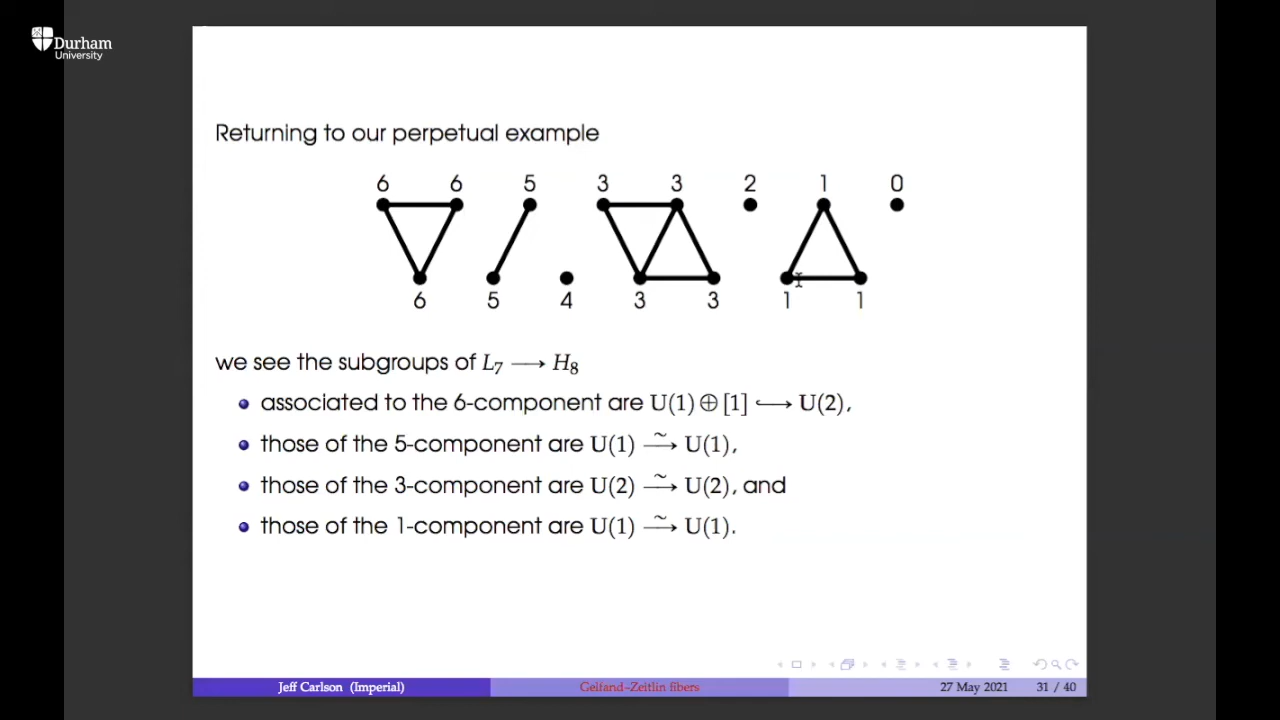 Durham
University
Returning to our perpetual example
6 6 5 3 3 2 1 0
6 5 4 3 3 1 1
we see the subgroups of L₇ ⟶ H₈
associated to the 6-component are U(1) ⊕ [1] ↪ U(2),
those of the 5-component are U(1) ⥲ U(1),
those of the 3-component are U(2) ⥲ U(2), and
those of the 1-component are U(1) ⥲ U(1).
Jeff Carlson (Imperial) Gelfand–Zeitlin fibers 27 May 2021 31 / 40